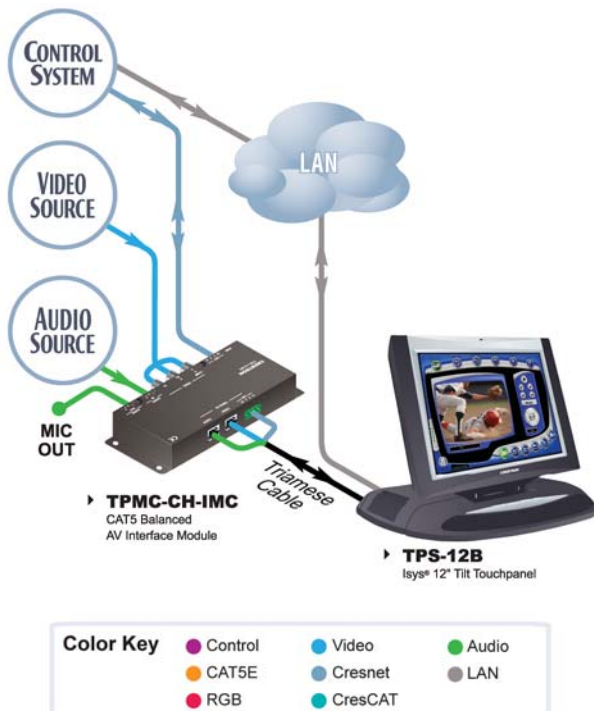 CONTROL
SYSTEM
LAN
VIDEO
SOURCE
AUDIO
SOURCE
MIC
OUT
Triamese
Cable
TPMC-CH-IMC
CAT5 Balanced
AV Interface Module
TPS-12B
Isys® 12" Tilt Touchpanel
Color Key
Control
Video
Audio
CAT5E
Cresnet
LAN
RGB
CresCAT